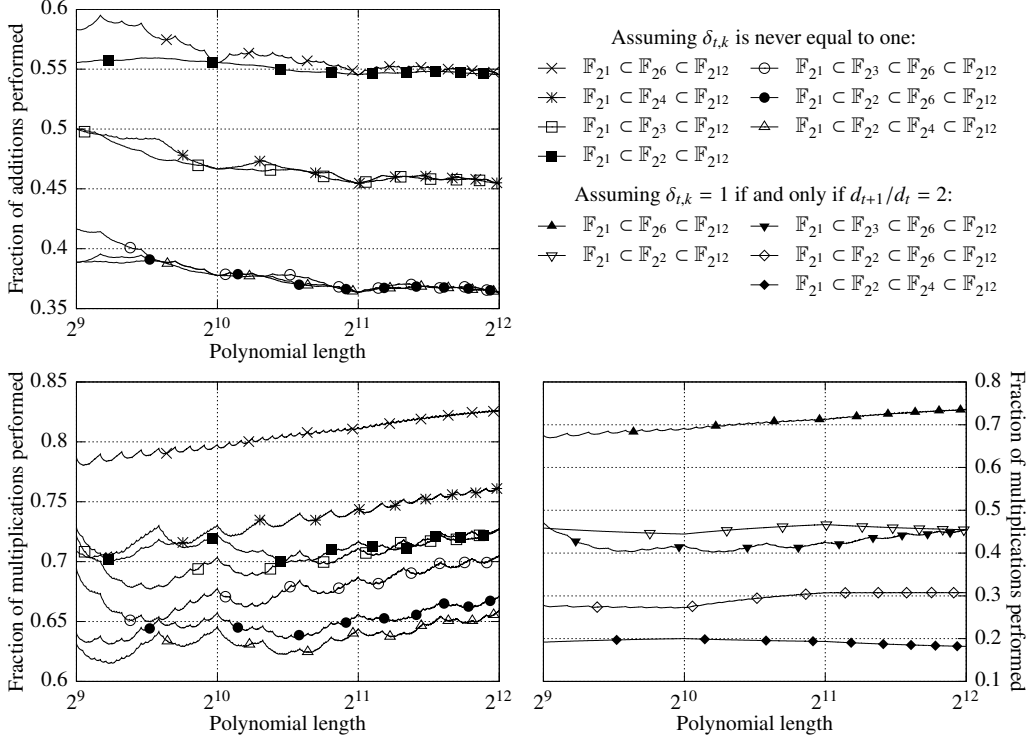 0.6
0.55
0.5
0.45
0.4
0.35
Fraction of additions performed
2^9
2^10
2^11
2^12
Polynomial length
Assuming δ_{t,k} is never equal to one:
𝔽_{2^1} ⊂ 𝔽_{2^6} ⊂ 𝔽_{2^12}
𝔽_{2^1} ⊂ 𝔽_{2^3} ⊂ 𝔽_{2^6} ⊂ 𝔽_{2^12}
𝔽_{2^1} ⊂ 𝔽_{2^4} ⊂ 𝔽_{2^12}
𝔽_{2^1} ⊂ 𝔽_{2^2} ⊂ 𝔽_{2^6} ⊂ 𝔽_{2^12}
𝔽_{2^1} ⊂ 𝔽_{2^3} ⊂ 𝔽_{2^12}
𝔽_{2^1} ⊂ 𝔽_{2^2} ⊂ 𝔽_{2^4} ⊂ 𝔽_{2^12}
𝔽_{2^1} ⊂ 𝔽_{2^2} ⊂ 𝔽_{2^12}
Assuming δ_{t,k} = 1 if and only if d_{t+1}/d_t = 2:
𝔽_{2^1} ⊂ 𝔽_{2^6} ⊂ 𝔽_{2^12}
𝔽_{2^1} ⊂ 𝔽_{2^3} ⊂ 𝔽_{2^6} ⊂ 𝔽_{2^12}
𝔽_{2^1} ⊂ 𝔽_{2^2} ⊂ 𝔽_{2^12}
𝔽_{2^1} ⊂ 𝔽_{2^2} ⊂ 𝔽_{2^6} ⊂ 𝔽_{2^12}
𝔽_{2^1} ⊂ 𝔽_{2^2} ⊂ 𝔽_{2^4} ⊂ 𝔽_{2^12}
0.85
0.8
0.75
0.7
0.65
0.6
Fraction of multiplications performed
2^9
2^10
2^11
2^12
Polynomial length
0.8
0.7
0.6
0.5
0.4
0.3
0.2
0.1
Fraction of multiplications performed
2^9
2^10
2^11
2^12
Polynomial length